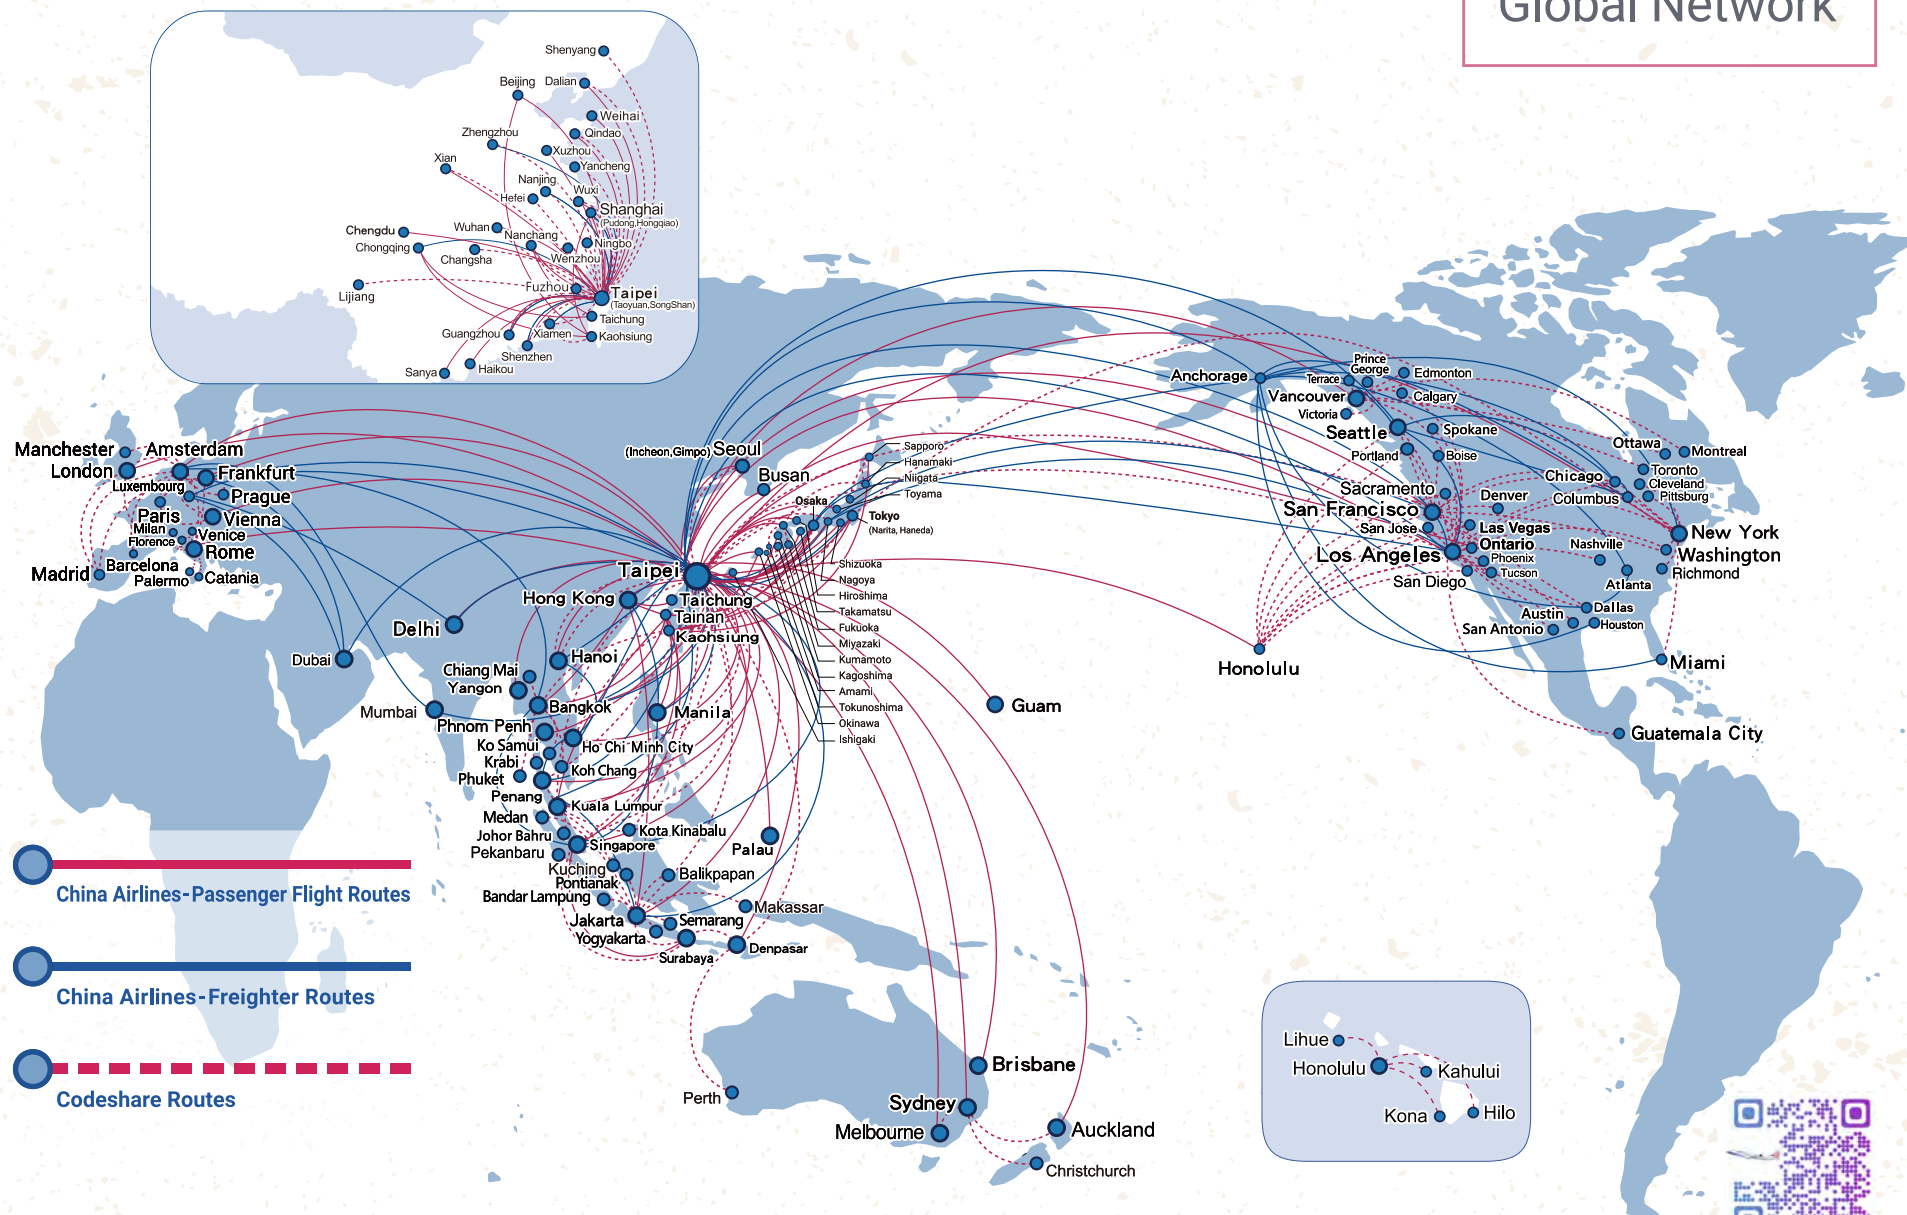 Global Network
Shenyang
Beijing
Dalian
Weihai
Zhengzhou
Qindao
Xuzhou
Xian
Yancheng
Nanjing
Wuxi
Hefei
Shanghai
(Pudong,Hongqiao)
Chengdu
Wuhan
Nanchang
Chongqing
Ningbo
Changsha
Wenzhou
Lijiang
Fuzhou
Taipei
(Taoyuan,SongShan)
Taichung
Guangzhou
Xiamen
Kaohsiung
Shenzhen
Sanya
Haikou
Manchester
Amsterdam
London
Frankfurt
Luxembourg
Prague
Paris
Vienna
Milan
Venice
Florence
Rome
Barcelona
Madrid
Palermo
Catania
(Incheon,Gimpo)
Seoul
Busan
Sapporo
Hanamaki
Niigata
Toyama
Osaka
Tokyo
(Narita, Haneda)
Shizuoka
Nagoya
Hiroshima
Takamatsu
Fukuoka
Miyazaki
Kumamoto
Kagoshima
Amami
Tokunoshima
Okinawa
Ishigaki
Taipei
Hong Kong
Taichung
Tainan
Kaohsiung
Delhi
Dubai
Mumbai
Hanoi
Chiang Mai
Yangon
Bangkok
Manila
Phnom Penh
Ko Samui
Ho Chi Minh City
Krabi
Koh Chang
Phuket
Penang
Kuala Lumpur
Medan
Johor Bahru
Kota Kinabalu
Pekanbaru
Singapore
Palau
Kuching
Pontianak
Balikpapan
Bandar Lampung
Jakarta
Semarang
Makassar
Yogyakarta
Surabaya
Denpasar
Guam
Perth
Brisbane
Sydney
Melbourne
Auckland
Christchurch
Anchorage
Prince
George
Terrace
Edmonton
Vancouver
Calgary
Victoria
Seattle
Spokane
Portland
Boise
Ottawa
Montreal
Toronto
Chicago
Cleveland
Columbus
Pittsburg
Sacramento
Denver
San Francisco
San Jose
Las Vegas
New York
Los Angeles
Ontario
Nashville
Washington
Phoenix
San Diego
Tucson
Richmond
Atlanta
Austin
Dallas
San Antonio
Houston
Honolulu
Miami
Guatemala City
China Airlines-Passenger Flight Routes
China Airlines-Freighter Routes
Codeshare Routes
Lihue
Honolulu
Kahului
Kona
Hilo